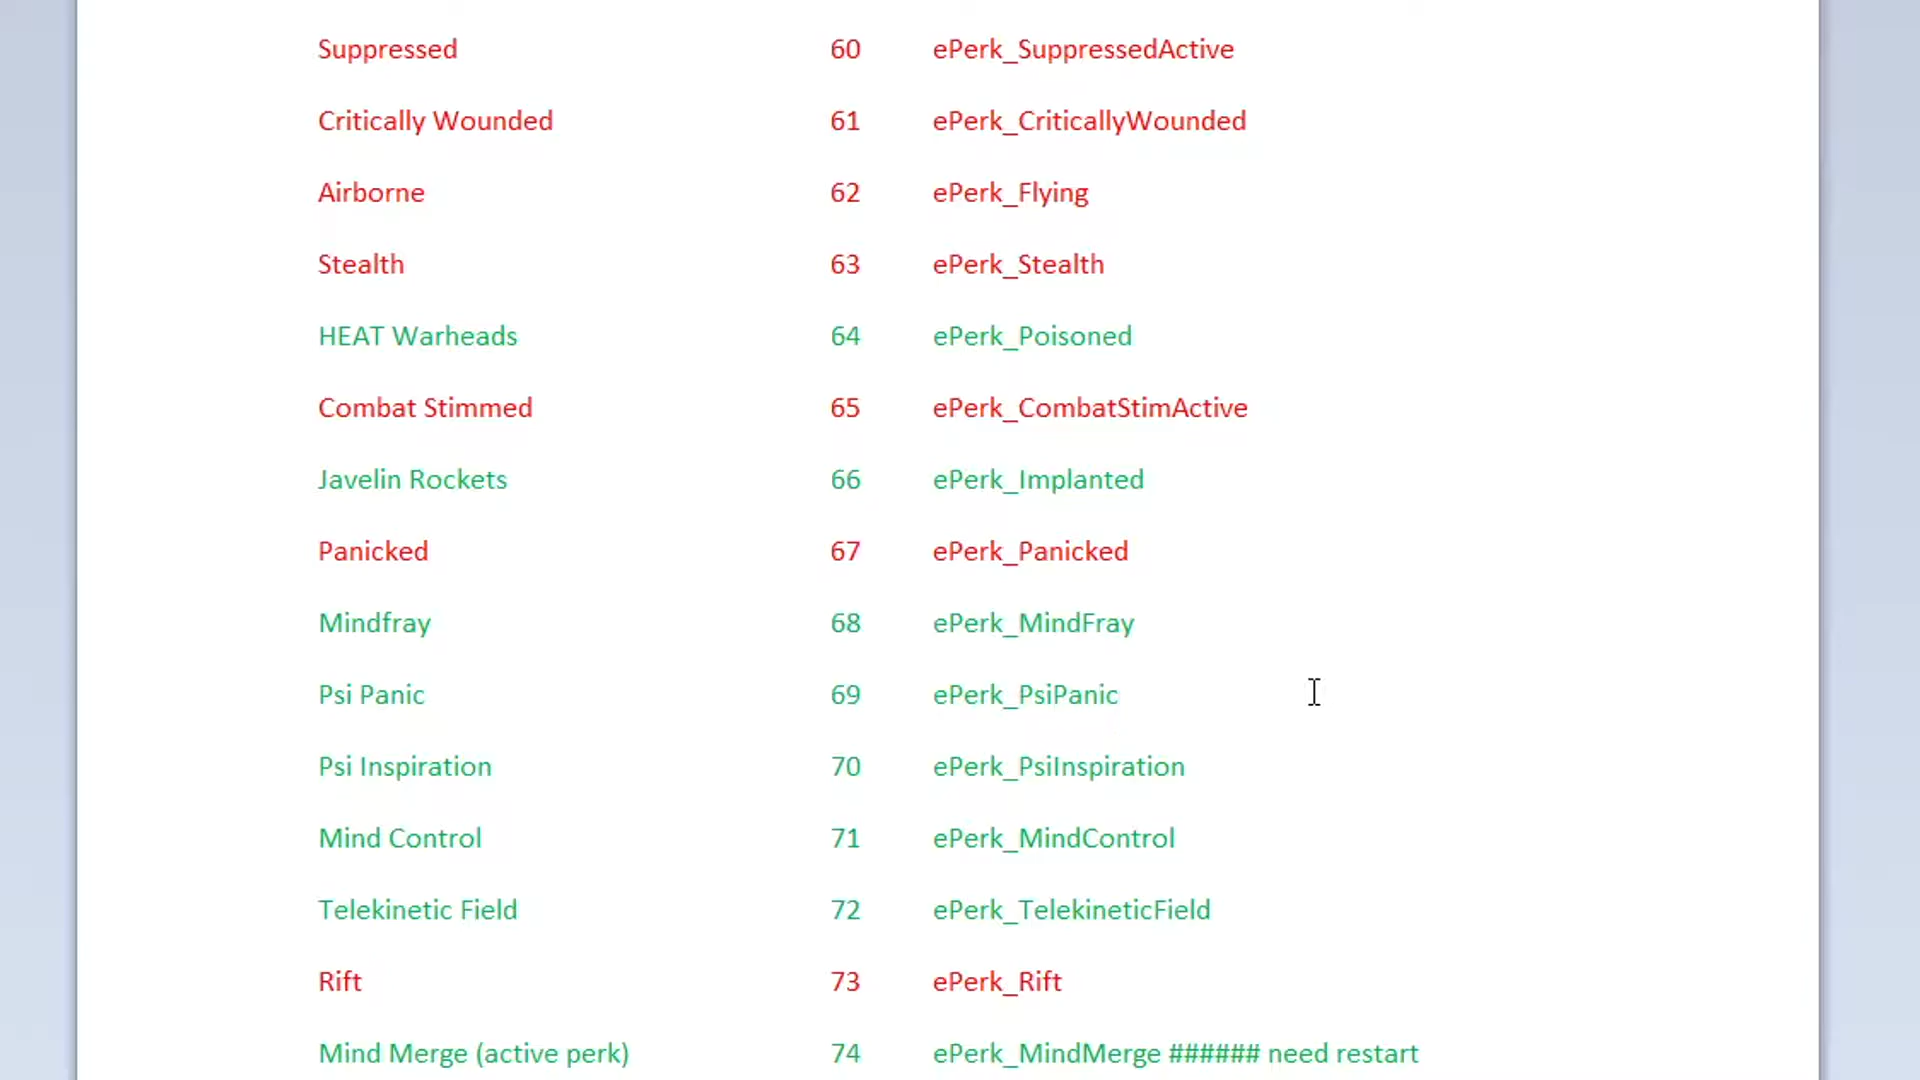 Suppressed 60 ePerk_SuppressedActive
Critically Wounded 61 ePerk_CriticallyWounded
Airborne 62 ePerk_Flying
Stealth 63 ePerk_Stealth
HEAT Warheads 64 ePerk_Poisoned
Combat Stimmed 65 ePerk_CombatStimActive
Javelin Rockets 66 ePerk_Implanted
Panicked 67 ePerk_Panicked
Mindfray 68 ePerk_MindFray
Psi Panic 69 ePerk_PsiPanic
Psi Inspiration 70 ePerk_PsiInspiration
Mind Control 71 ePerk_MindControl
Telekinetic Field 72 ePerk_TelekineticField
Rift 73 ePerk_Rift
Mind Merge (active perk) 74 ePerk_MindMerge ###### need restart